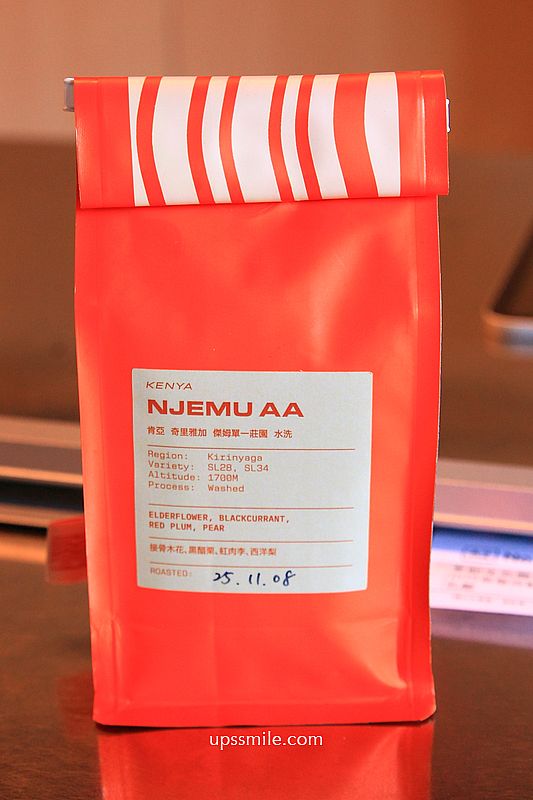 KENYA
NJEMU AA
肯亞 奇里雅加 傑姆單一莊園 水洗
Region: Kirinyaga
Variety: SL28, SL34
Altitude: 1700M
Process: Washed
ELDERFLOWER, BLACKCURRANT,
RED PLUM, PEAR
接骨木花、黑醋栗、紅肉李、西洋梨
ROASTED: 25.11.08
upssmile.com